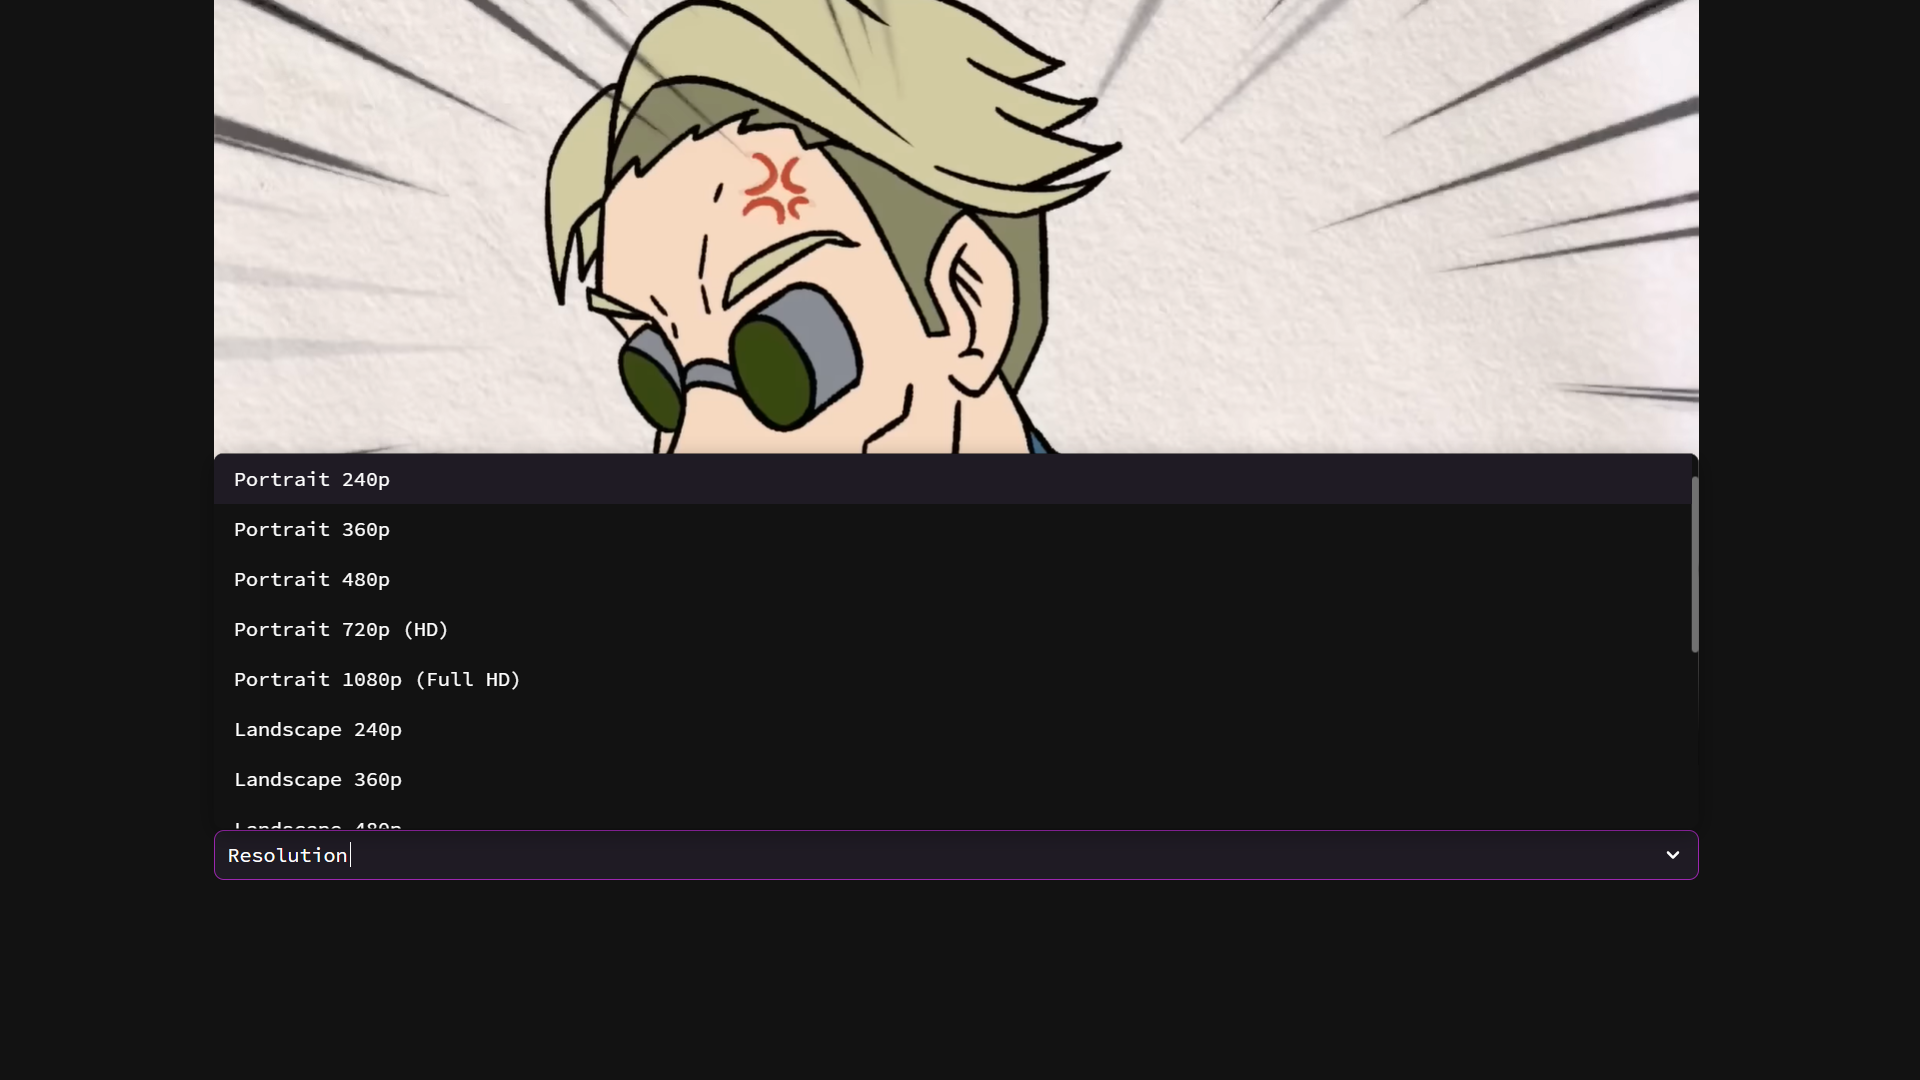 Portrait 240p
Portrait 360p
Portrait 480p
Portrait 720p (HD)
Portrait 1080p (Full HD)
Landscape 240p
Landscape 360p
Landscape 480p
Resolution